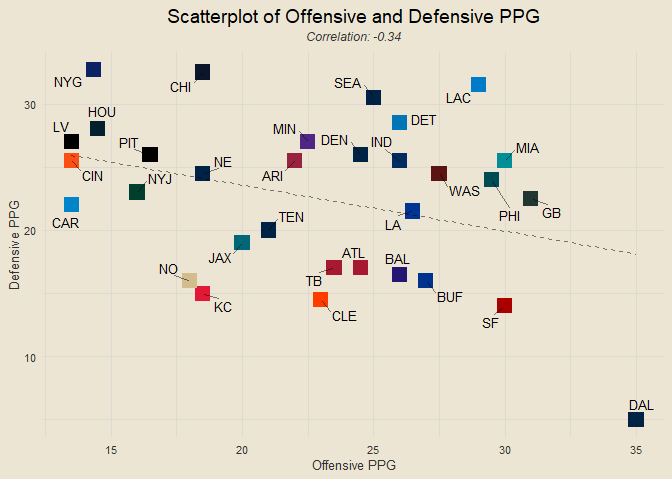 Scatterplot of Offensive and Defensive PPG
Correlation: -0.34
NYG
CHI
SEA
LAC
30
HOU
DET
LV
MIN
DEN
IND
PIT
MIA
CIN
NYJ
NE
ARI
WAS
PHI
GB
CAR
TEN
LA
20
JAX
NO
TB
ATL
BAL
KC
CLE
BUF
SF
10
DAL
Defensive PPG
15
20
25
30
35
Offensive PPG